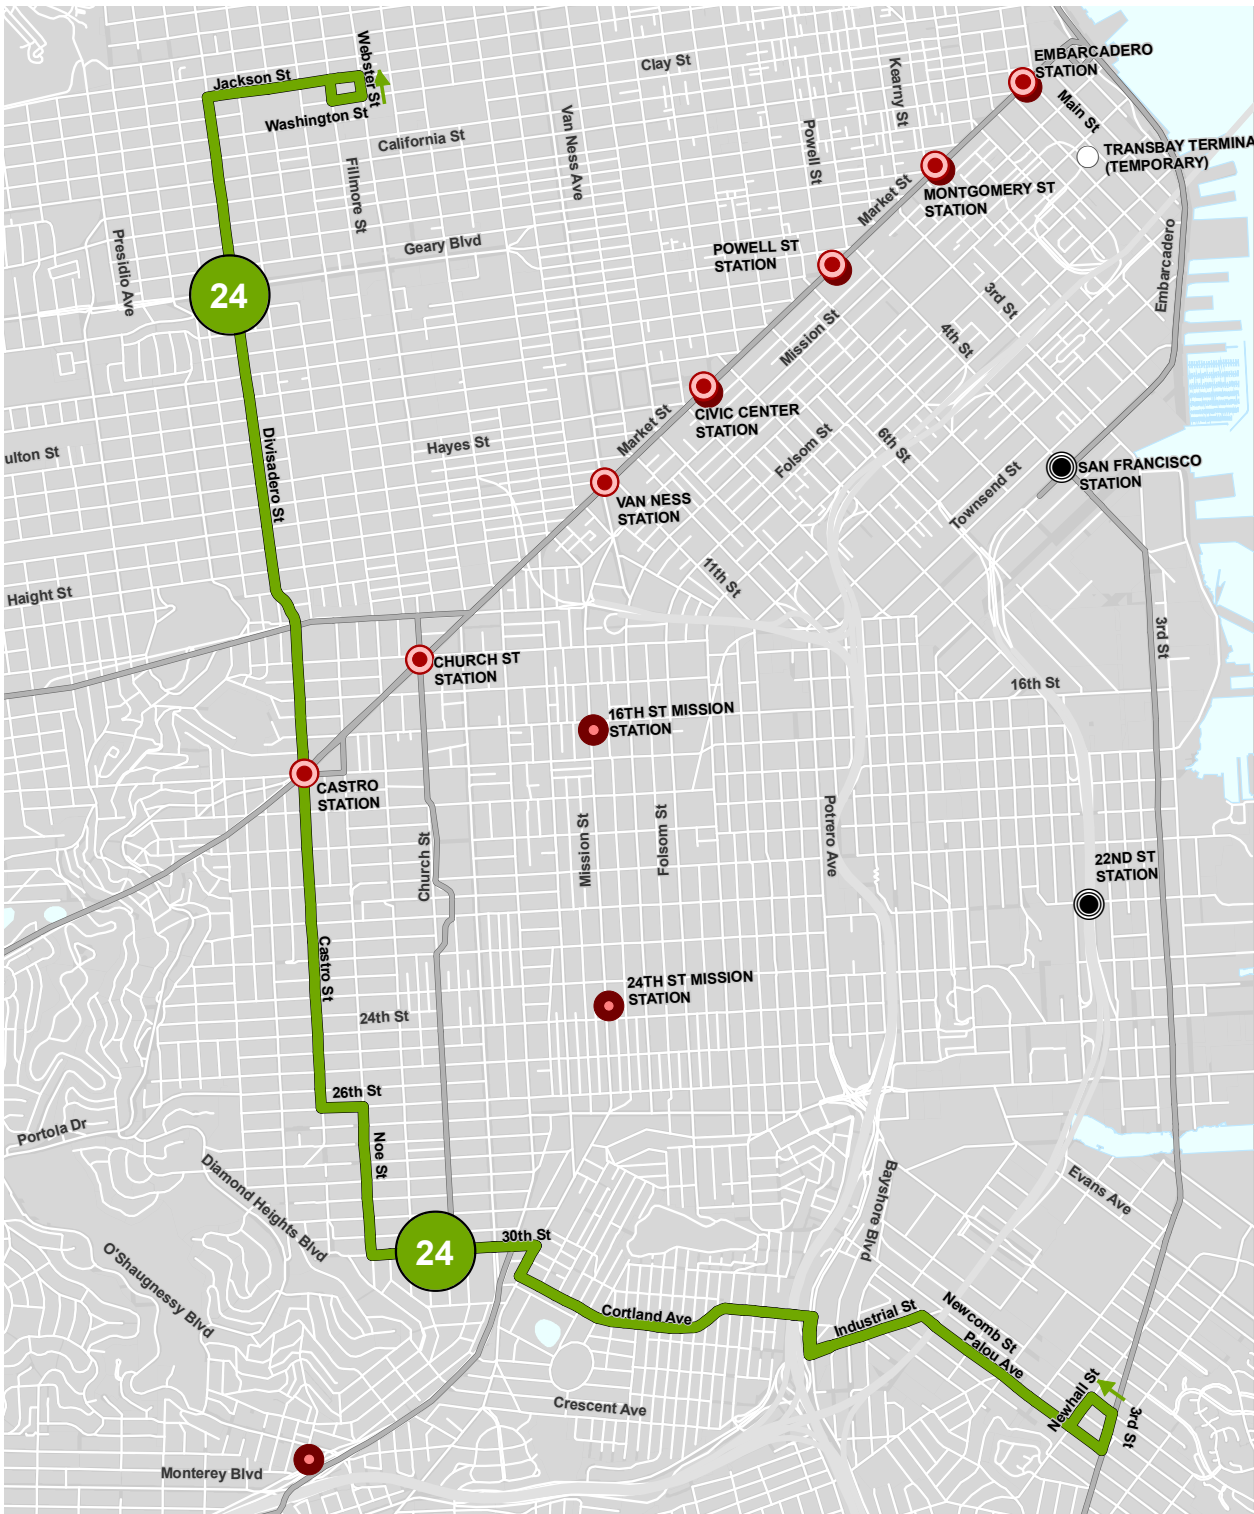 EMBARCADERO
STATION
Clay St
Webster St
Jackson St
Kearny St
Main St
Washington St
California St
Van Ness Ave
Powell St
TRANSBAY TERMINA
(TEMPORARY)
Fillmore St
MONTGOMERY ST
STATION
Market St
Presidio Ave
Geary Blvd
POWELL ST
STATION
Embarcadero
24
3rd St
Mission St
4th St
CIVIC CENTER
STATION
Market St
Divisadero St
Hayes St
ulton St
Folsom St
6th St
SAN FRANCISCO
STATION
Townsend St
VAN NESS
STATION
11th St
Haight St
3rd St
CHURCH ST
STATION
16th St
16TH ST MISSION
STATION
CASTRO
STATION
Church St
Mission St
Folsom St
Potrero Ave
22ND ST
STATION
Castro St
24TH ST MISSION
STATION
24th St
26th St
Portola Dr
Noe St
Diamond Heights Blvd
Bayshore Blvd
Evans Ave
O'Shaugnessy Blvd
24
30th St
Cortland Ave
Industrial St
Newcomb St
Palou Ave
Newhall St
3rd St
Crescent Ave
Monterey Blvd